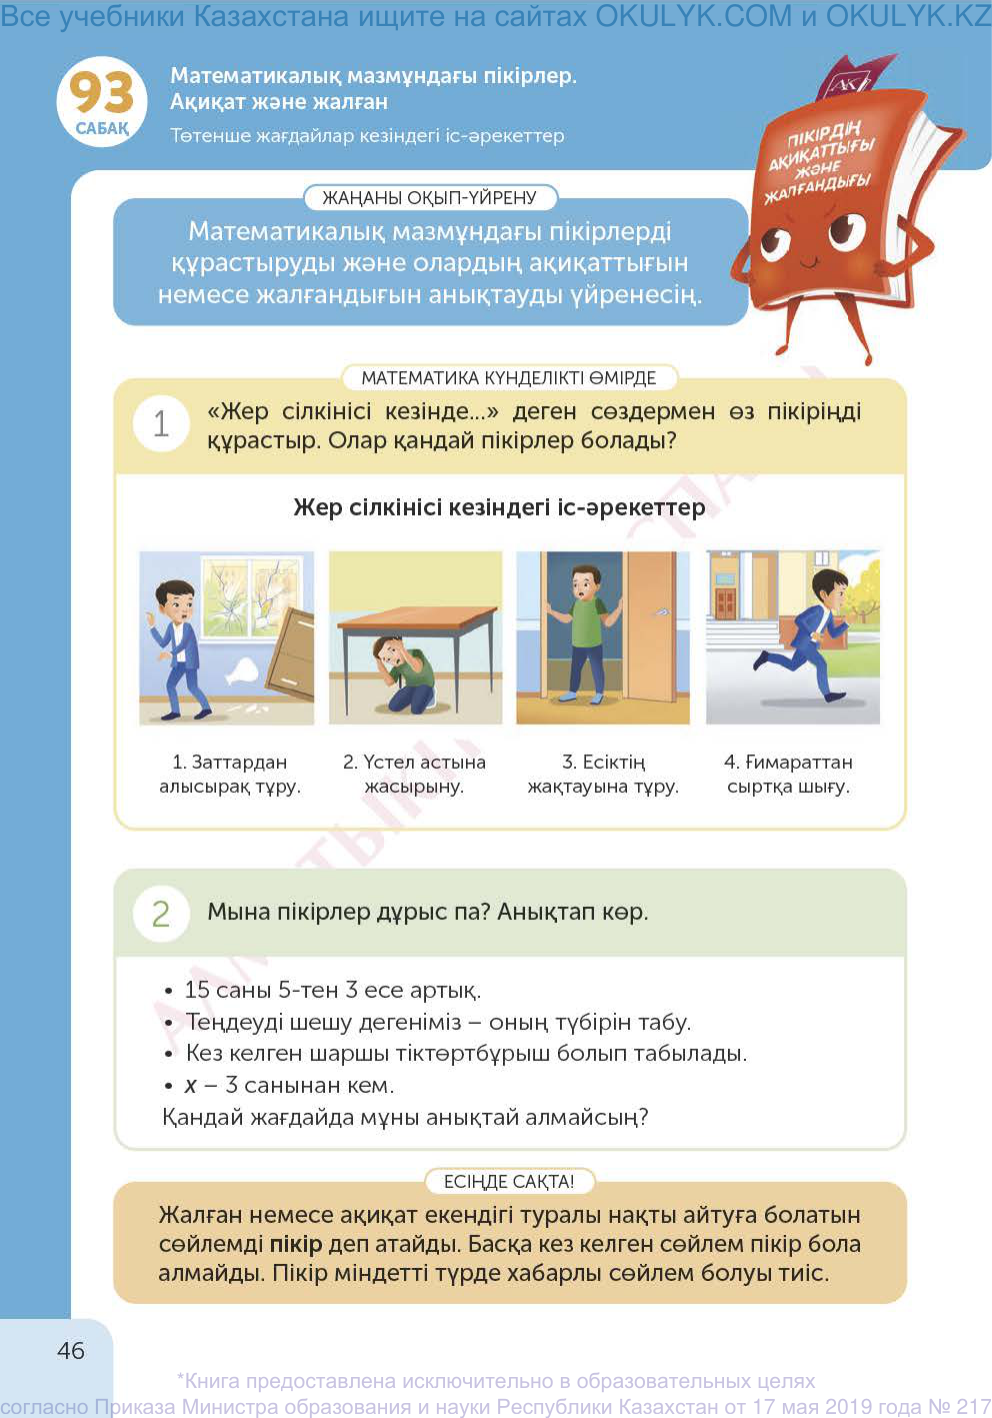 Все учебники Казахстана ищите на сайтах OKULYK.COM и OKULYK.KZ
93
САБАҚ
Математикалық мазмұндағы пікірлер.
Ақиқат және жалған
Төтенше жағдайлар кезіндегі іс-әрекеттер
АЖ
ПІКІРДІҢ
АҚИҚАТТЫҒЫ
ЖӘНЕ
ЖАЛҒАНДЫҒЫ
ЖАҢАНЫ ОҚЫП-ҮЙРЕНУ
Математикалық мазмұндағы пікірлерді
құрастыруды және олардың ақиқаттығын
немесе жалғандығын анықтауды үйренесің.
МАТЕМАТИКА КҮНДЕЛІКТІ ӨМІРДЕ
1
«Жер сілкінісі кезінде...» деген сөздермен өз пікіріңді
құрастыр. Олар қандай пікірлер болады?
Жер сілкінісі кезіндегі іс-әрекеттер
1. Заттардан
алысырақ тұру.
2. Үстел астына
жасырыну.
3. Есіктің
жақтауына тұру.
4. Ғимараттан
сыртқа шығу.
2
Мына пікірлер дұрыс па? Анықтап көр.
• 15 саны 5-тен 3 есе артық.
• Теңдеуді шешу дегеніміз – оның түбірін табу.
• Кез келген шаршы тіктөртбұрыш болып табылады.
• x – 3 санынан кем.
Қандай жағдайда мұны анықтай алмайсың?
ЕСІҢДЕ САҚТА!
Жалған немесе ақиқат екендігі туралы нақты айтуға болатын
сөйлемді пікір деп атайды. Басқа кез келген сөйлем пікір бола
алмайды. Пікір міндетті түрде хабарлы сөйлем болуы тиіс.
46
*Книга предоставлена исключительно в образовательных целях
согласно Приказа Министра образования и науки Республики Казахстан от 17 мая 2019 года № 217